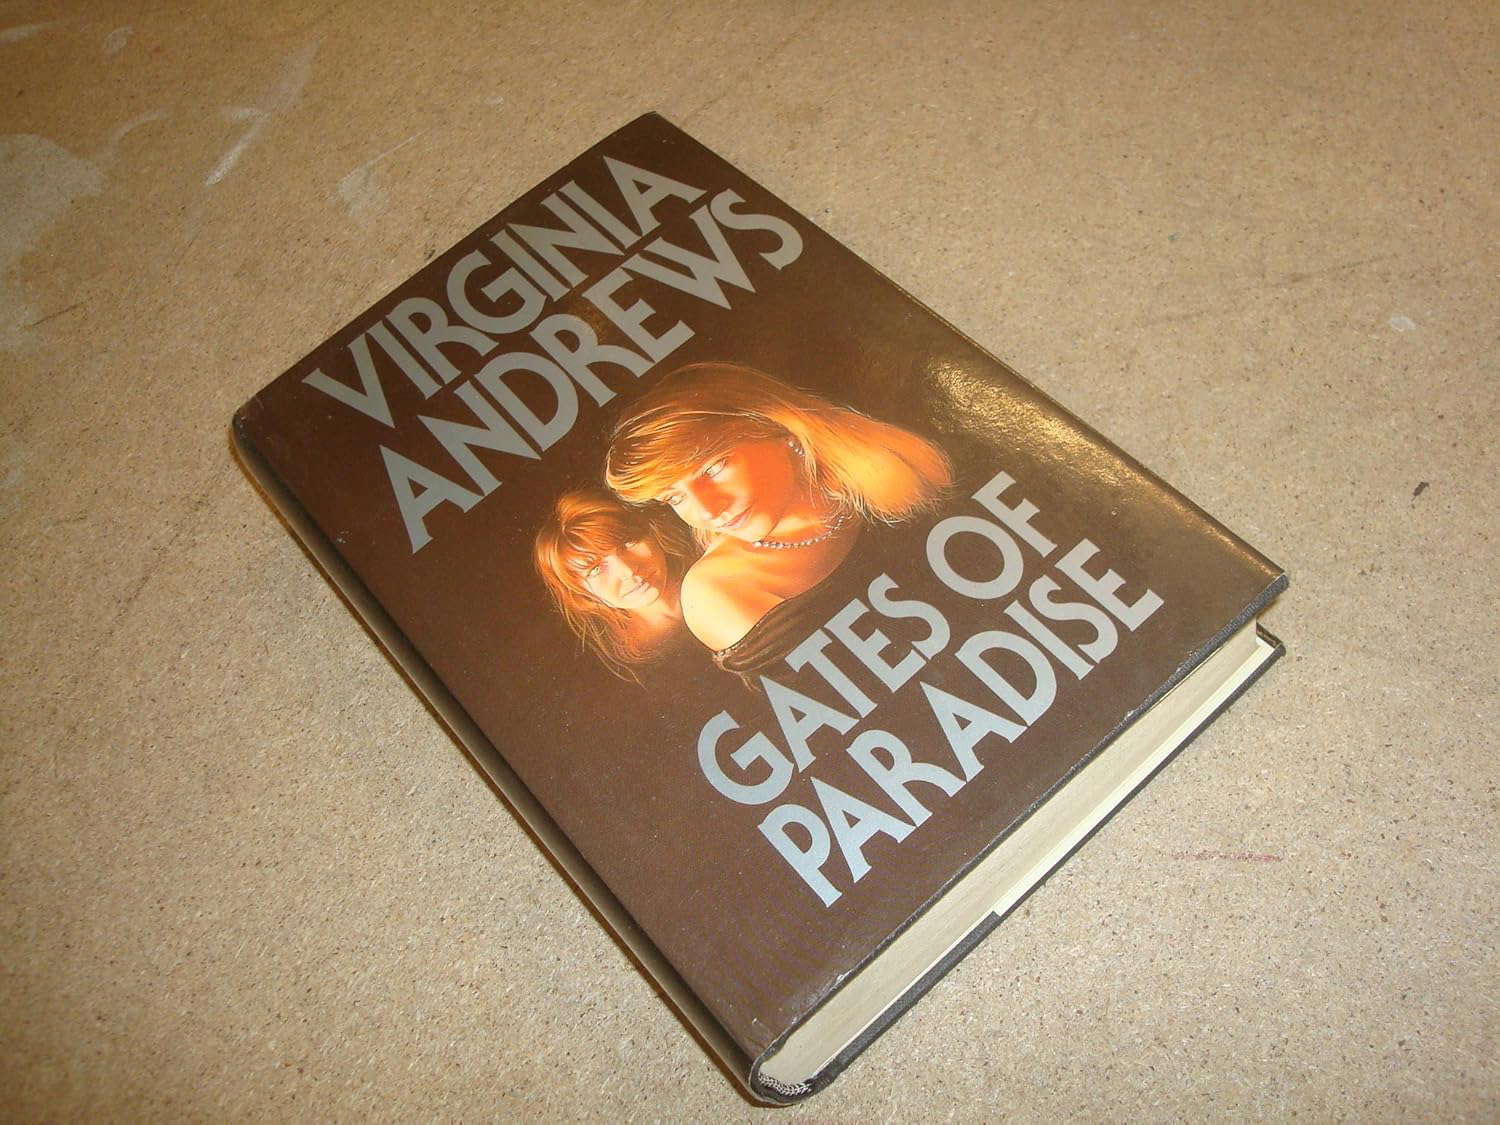 VIRGINIA
ANDREWS
GATES OF
PARADISE